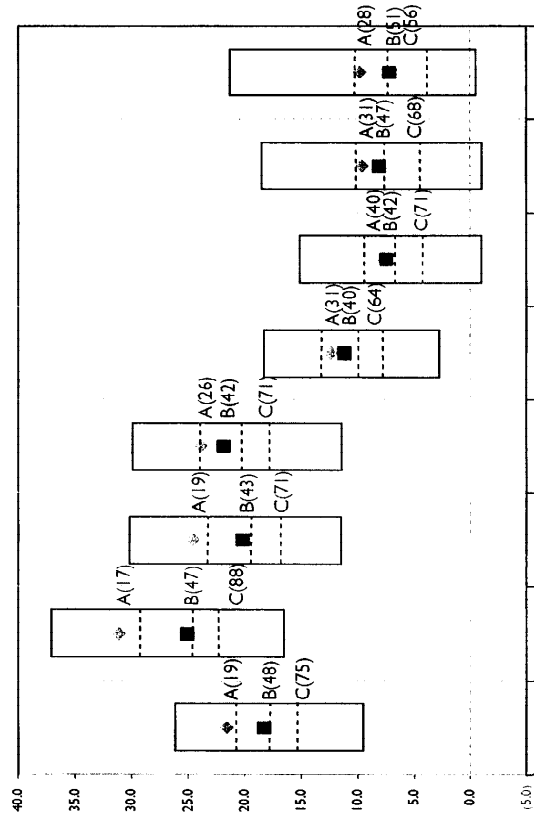 40.0
35.0
30.0
25.0
20.0
15.0
10.0
5.0
0.0
(5.0)
A(19)
B(48)
C(75)
A(17)
B(47)
C(88)
A(19)
B(43)
C(71)
A(26)
B(42)
C(71)
A(31)
B(40)
C(64)
A(40)
B(42)
C(71)
A(31)
B(47)
C(68)
A(28)
B(51)
C(56)